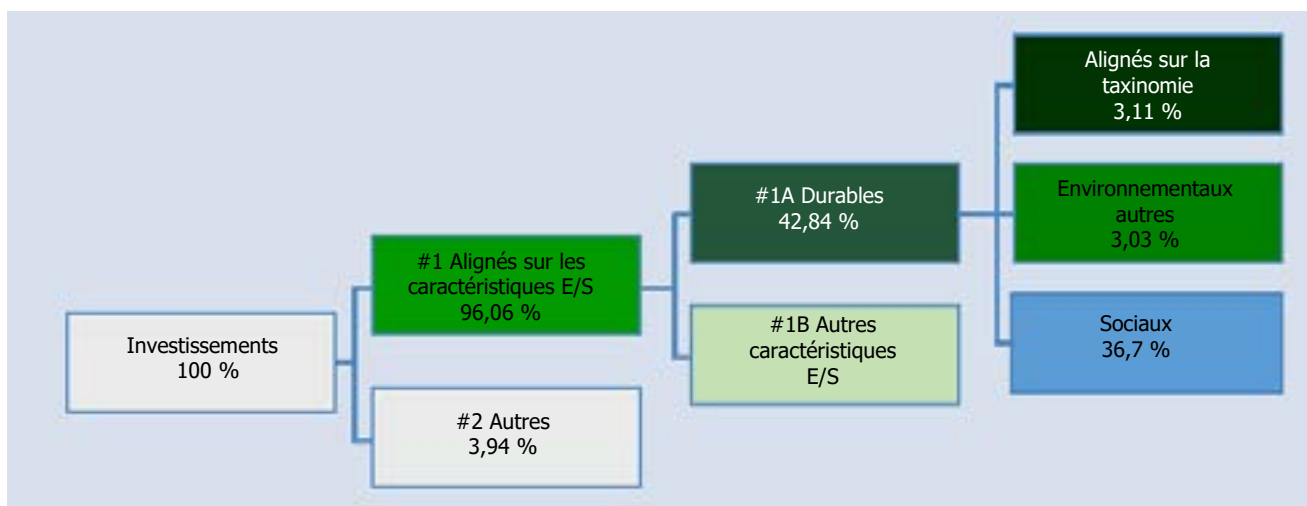 Investissements
100 %
#1 Alignés sur les
caractéristiques E/S
96,06 %
#2 Autres
3,94 %
#1A Durables
42,84 %
#1B Autres
caractéristiques
E/S
Alignés sur la
taxinomie
3,11 %
Environnementaux
autres
3,03 %
Sociaux
36,7 %